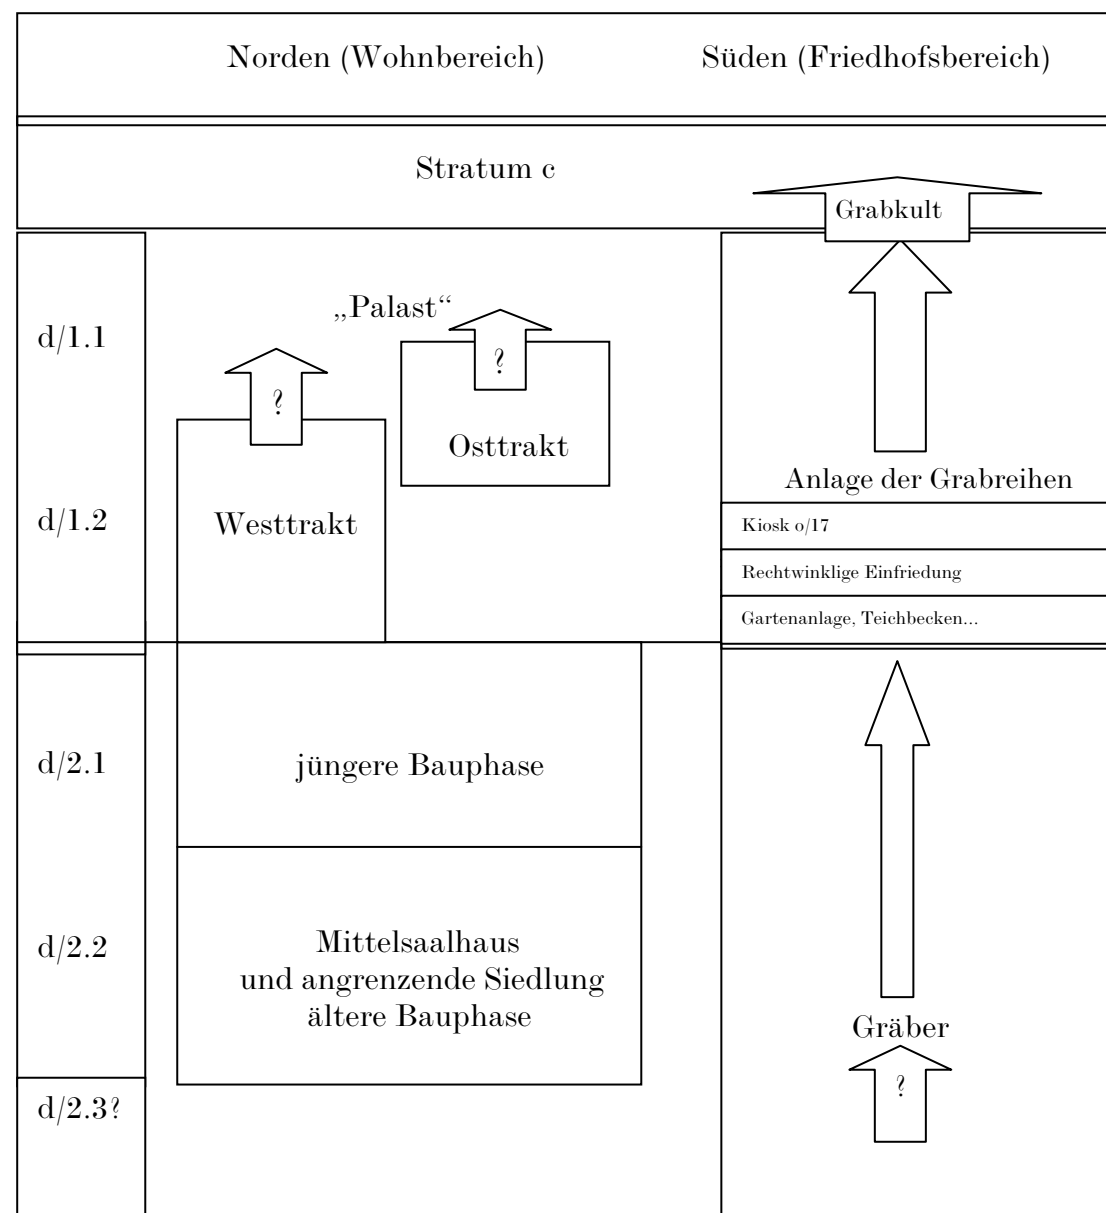 Norden (Wohnbereich)
Süden (Friedhofsbereich)
Stratum c
Grabkult
d/1.1
„Palast“
?
?
Osttrakt
Anlage der Grabreihen
d/1.2
Westtrakt
Kiosk o/17
Rechtwinklige Einfriedung
Gartenanlage, Teichbecken...
d/2.1
jüngere Bauphase
d/2.2
Mittelsaalhaus
und angrenzende Siedlung
ältere Bauphase
Gräber
?
d/2.3?